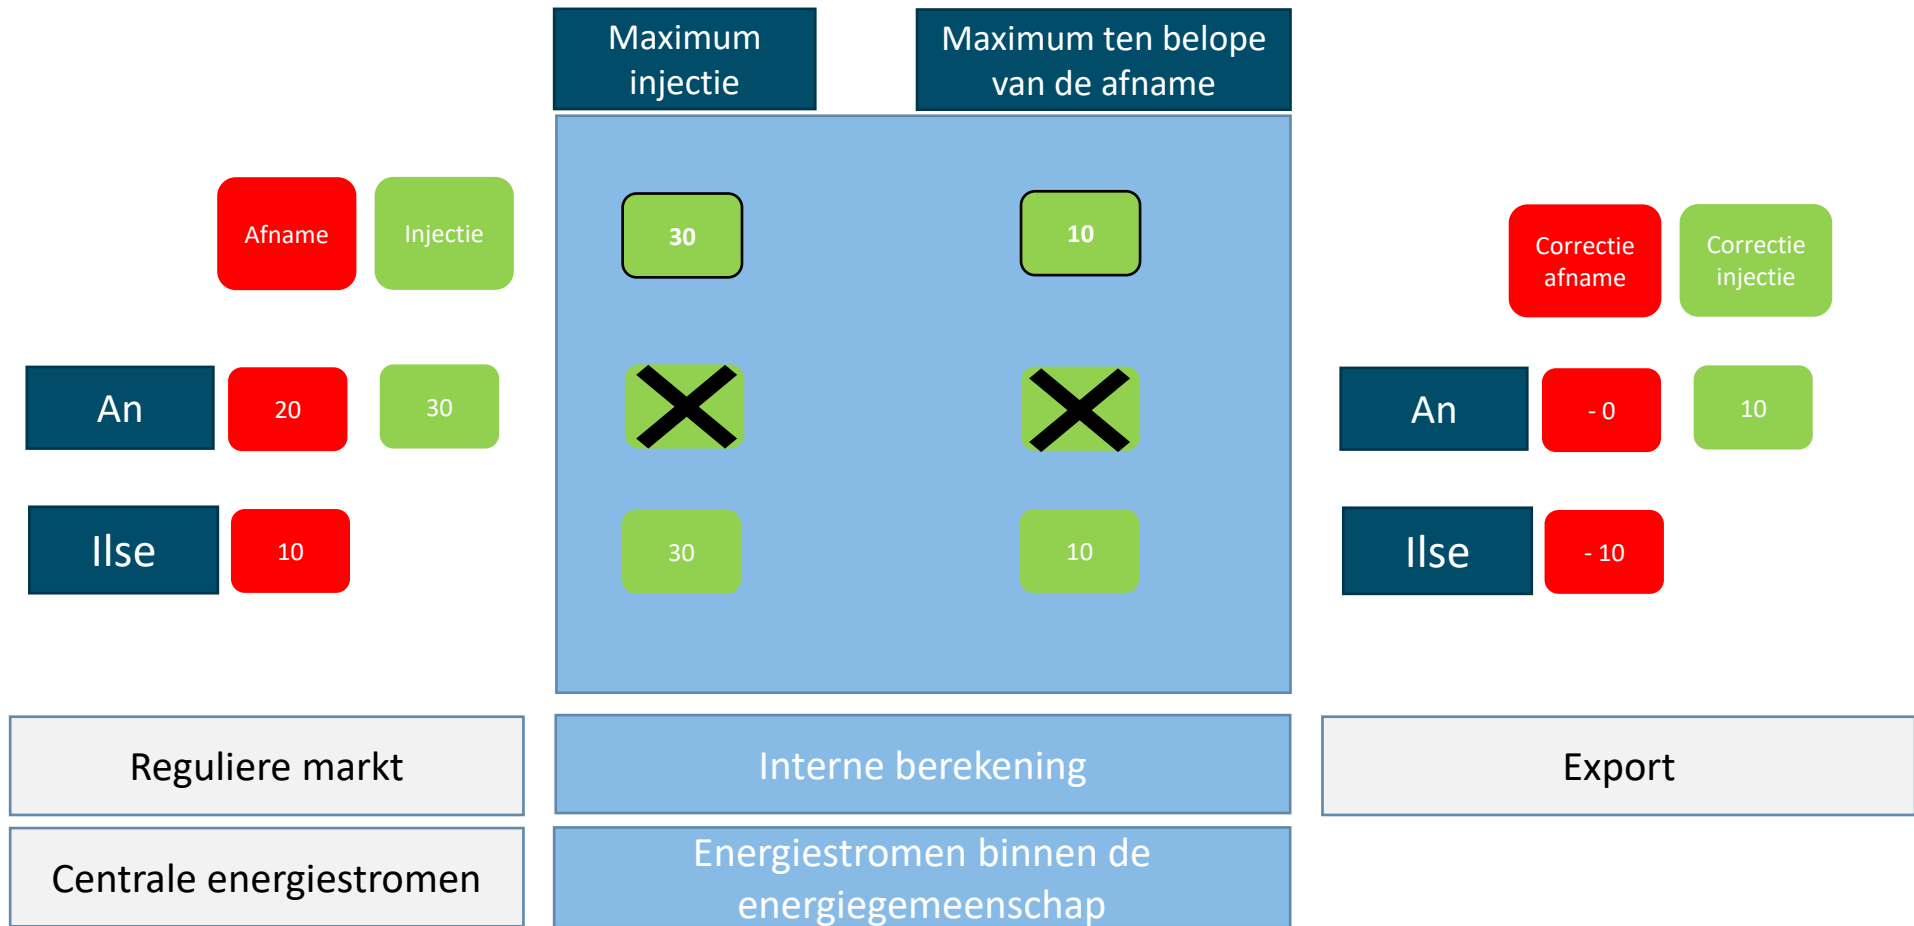 Maximum
injectie
Maximum ten belope
van de afname
Afname
Injectie
30
10
Correctie
afname
Correctie
injectie
An
20
30
An
- 0
10
Ilse
10
30
10
Ilse
- 10
Reguliere markt
Interne berekening
Export
Centrale energiestromen
Energiestromen binnen de
energiegemeenschap